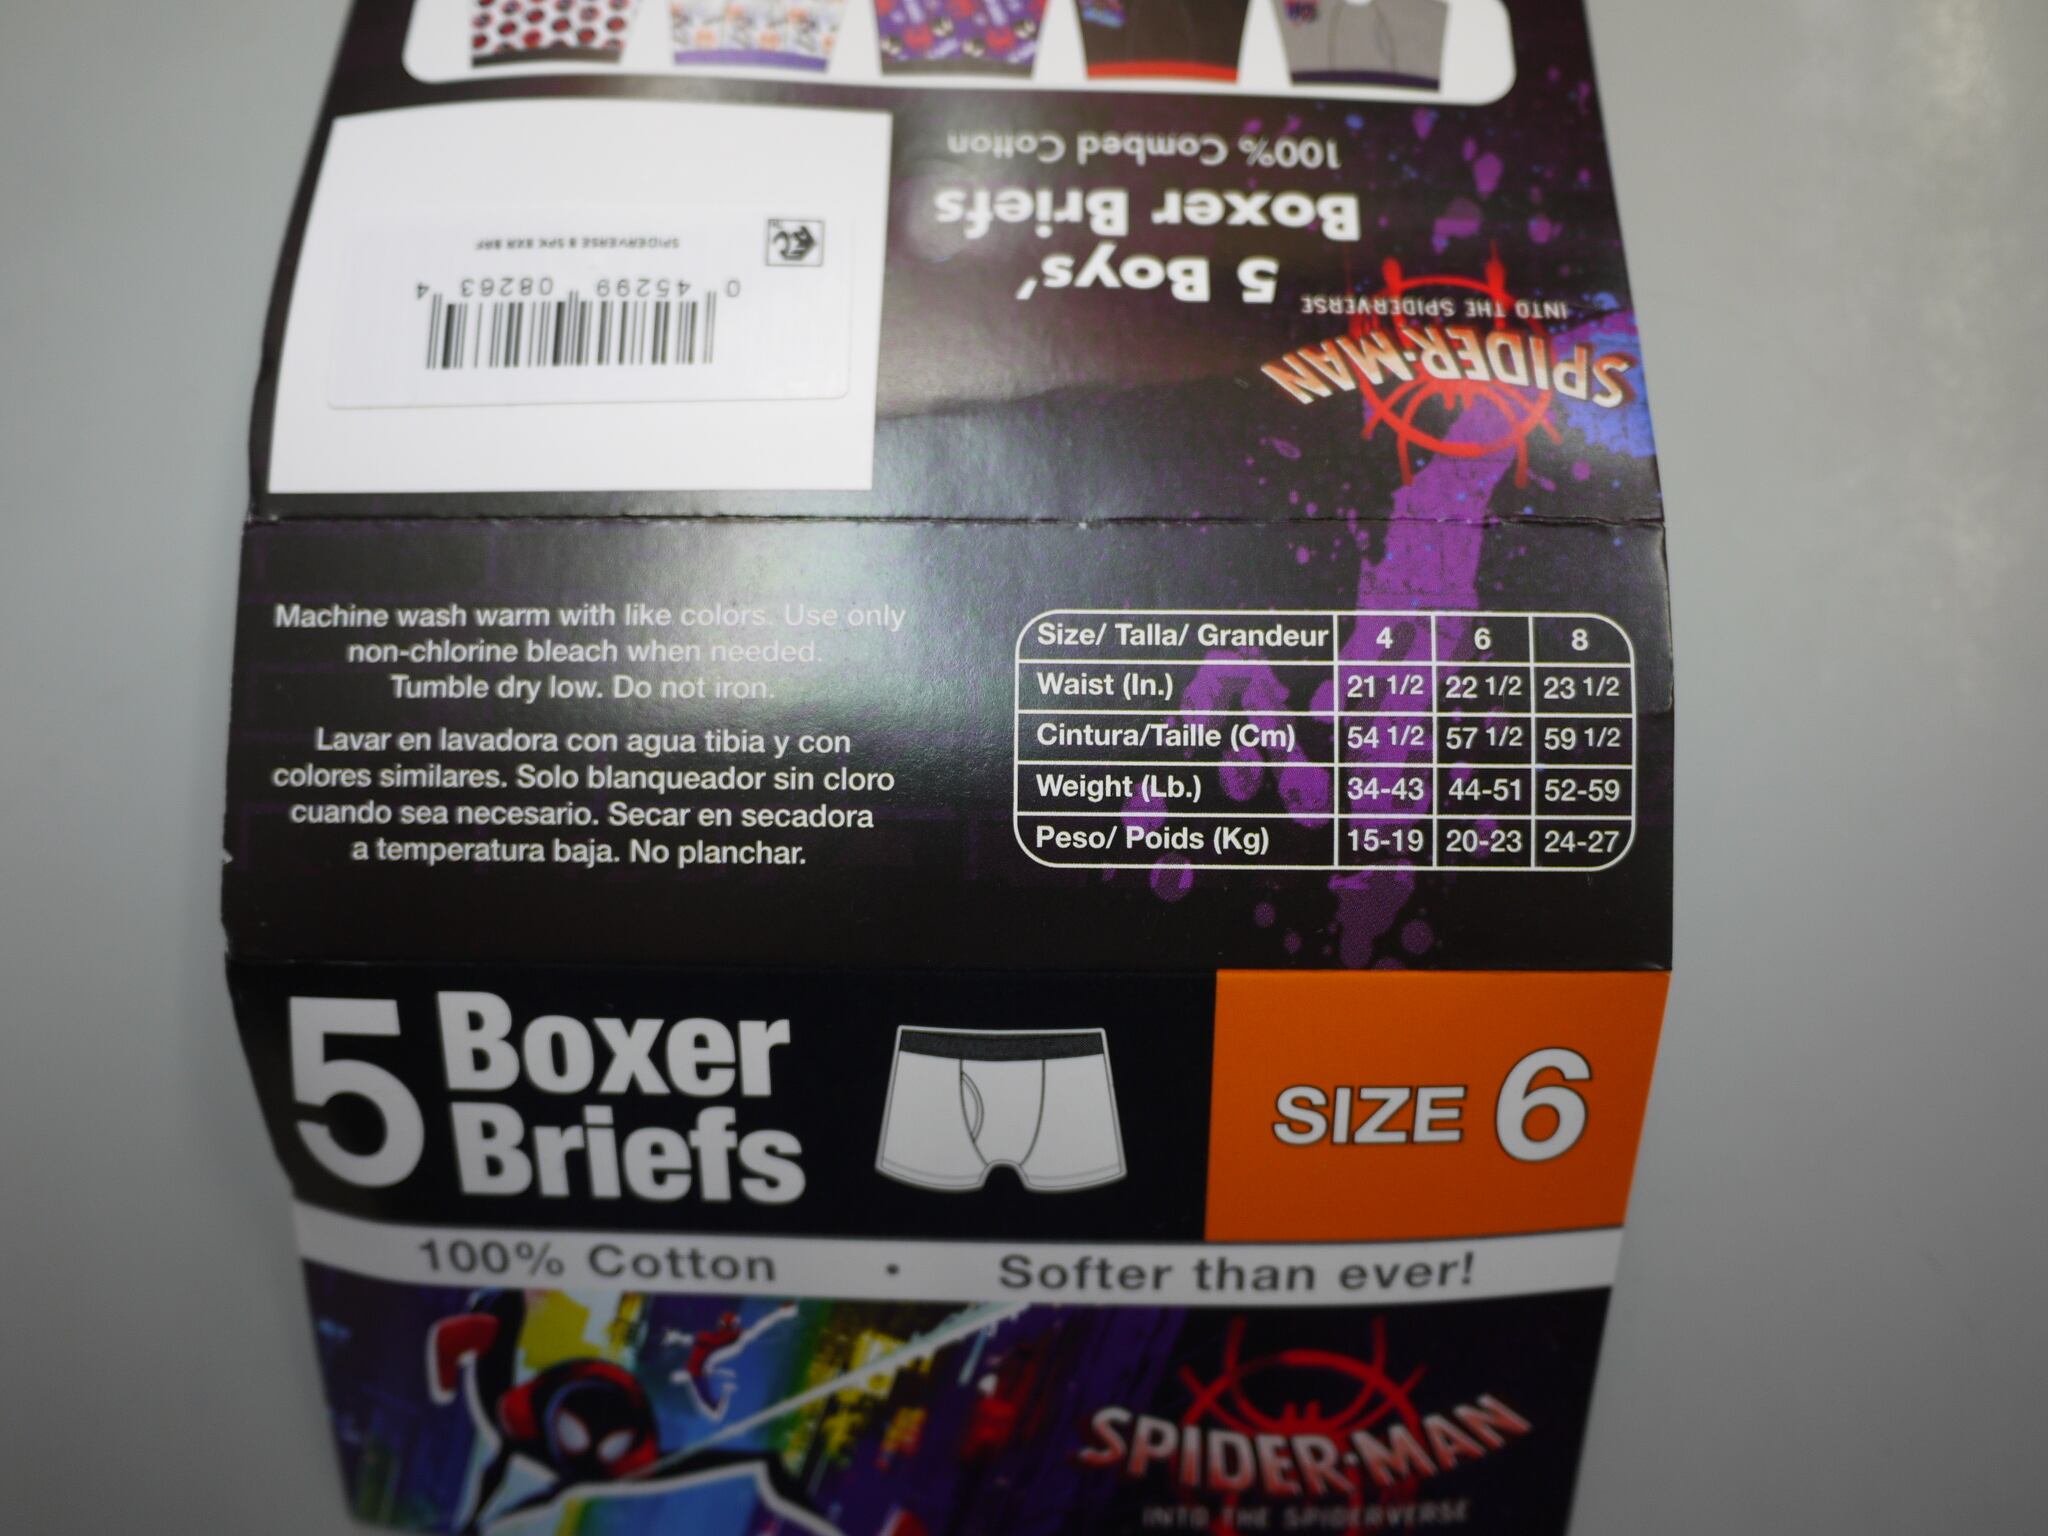 100% Combed Cotton
Boxer Briefs
5 Boys'
INTO THE SPIDERVERSE
SPIDER-MAN
SPIDERVERSE B 5PK BXR BRF
0 45299 08263 4
Machine wash warm with like colors. Use only
non-chlorine bleach when needed.
Tumble dry low. Do not iron.
Lavar en lavadora con agua tibia y con
colores similares. Solo blanqueador sin cloro
cuando sea necesario. Secar en secadora
a temperatura baja. No planchar.
Size/ Talla/ Grandeur 4 6 8
Waist (In.) 21 1/2 22 1/2 23 1/2
Cintura/Taille (Cm) 54 1/2 57 1/2 59 1/2
Weight (Lb.) 34-43 44-51 52-59
Peso/ Poids (Kg) 15-19 20-23 24-27
5 Boxer
Briefs
SIZE 6
100% Cotton • Softer than ever!
SPIDER-MAN
INTO THE SPIDERVERSE